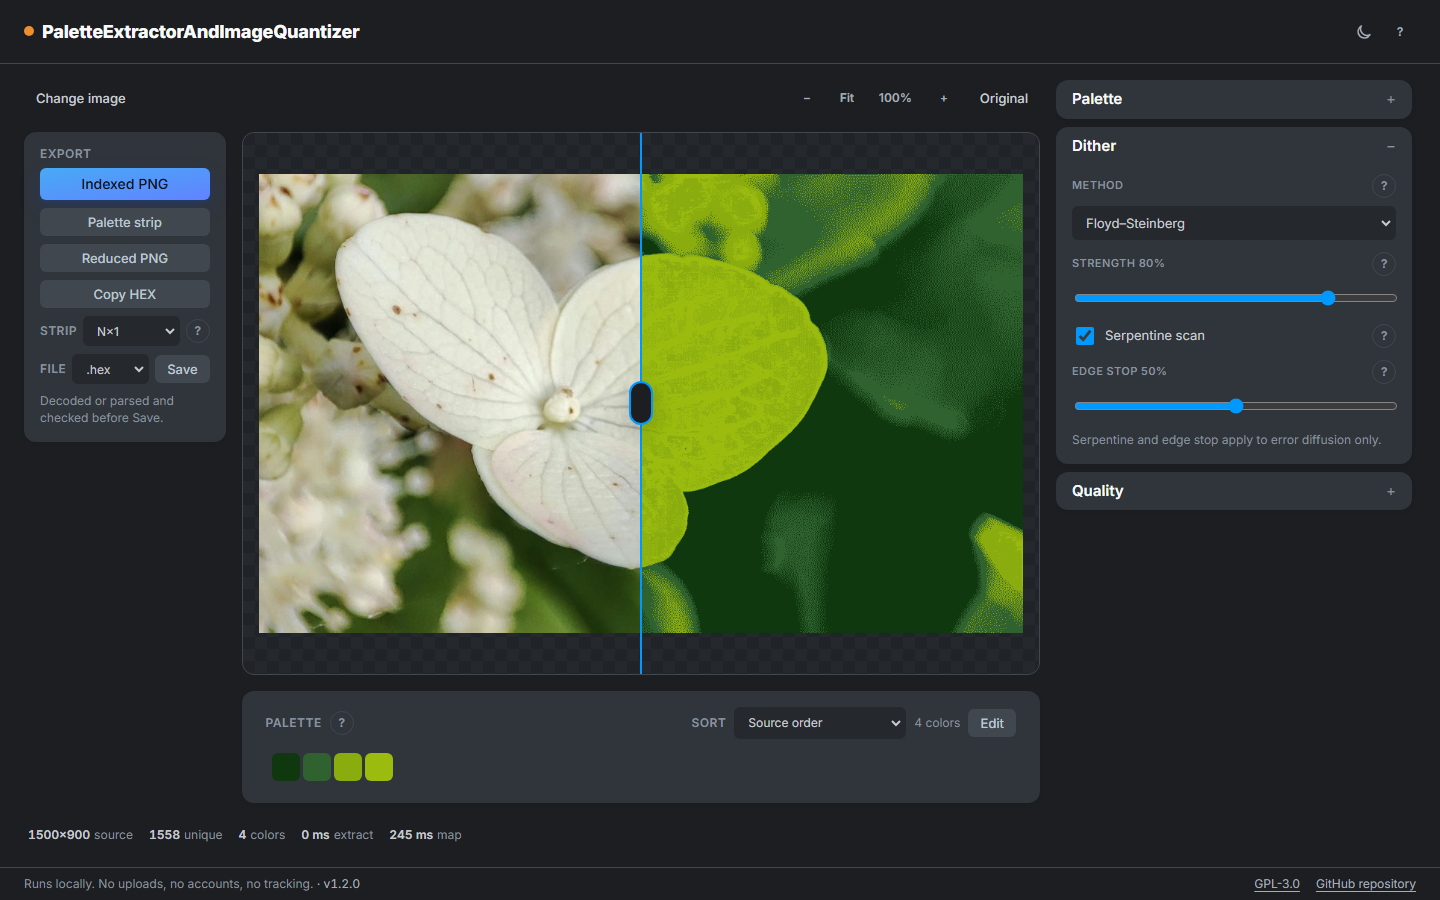 PaletteExtractorAndImageQuantizer
?
Change image
− Fit 100% + Original
EXPORT
Indexed PNG
Palette strip
Reduced PNG
Copy HEX
STRIP N×1 ?
FILE .hex Save
Decoded or parsed and
checked before Save.
PALETTE ?
SORT Source order 4 colors Edit
Palette +
Dither −
METHOD ?
Floyd–Steinberg
STRENGTH 80% ?
Serpentine scan ?
EDGE STOP 50% ?
Serpentine and edge stop apply to error diffusion only.
Quality +
1500×900 source 1558 unique 4 colors 0 ms extract 245 ms map
Runs locally. No uploads, no accounts, no tracking. · v1.2.0
GPL-3.0 GitHub repository